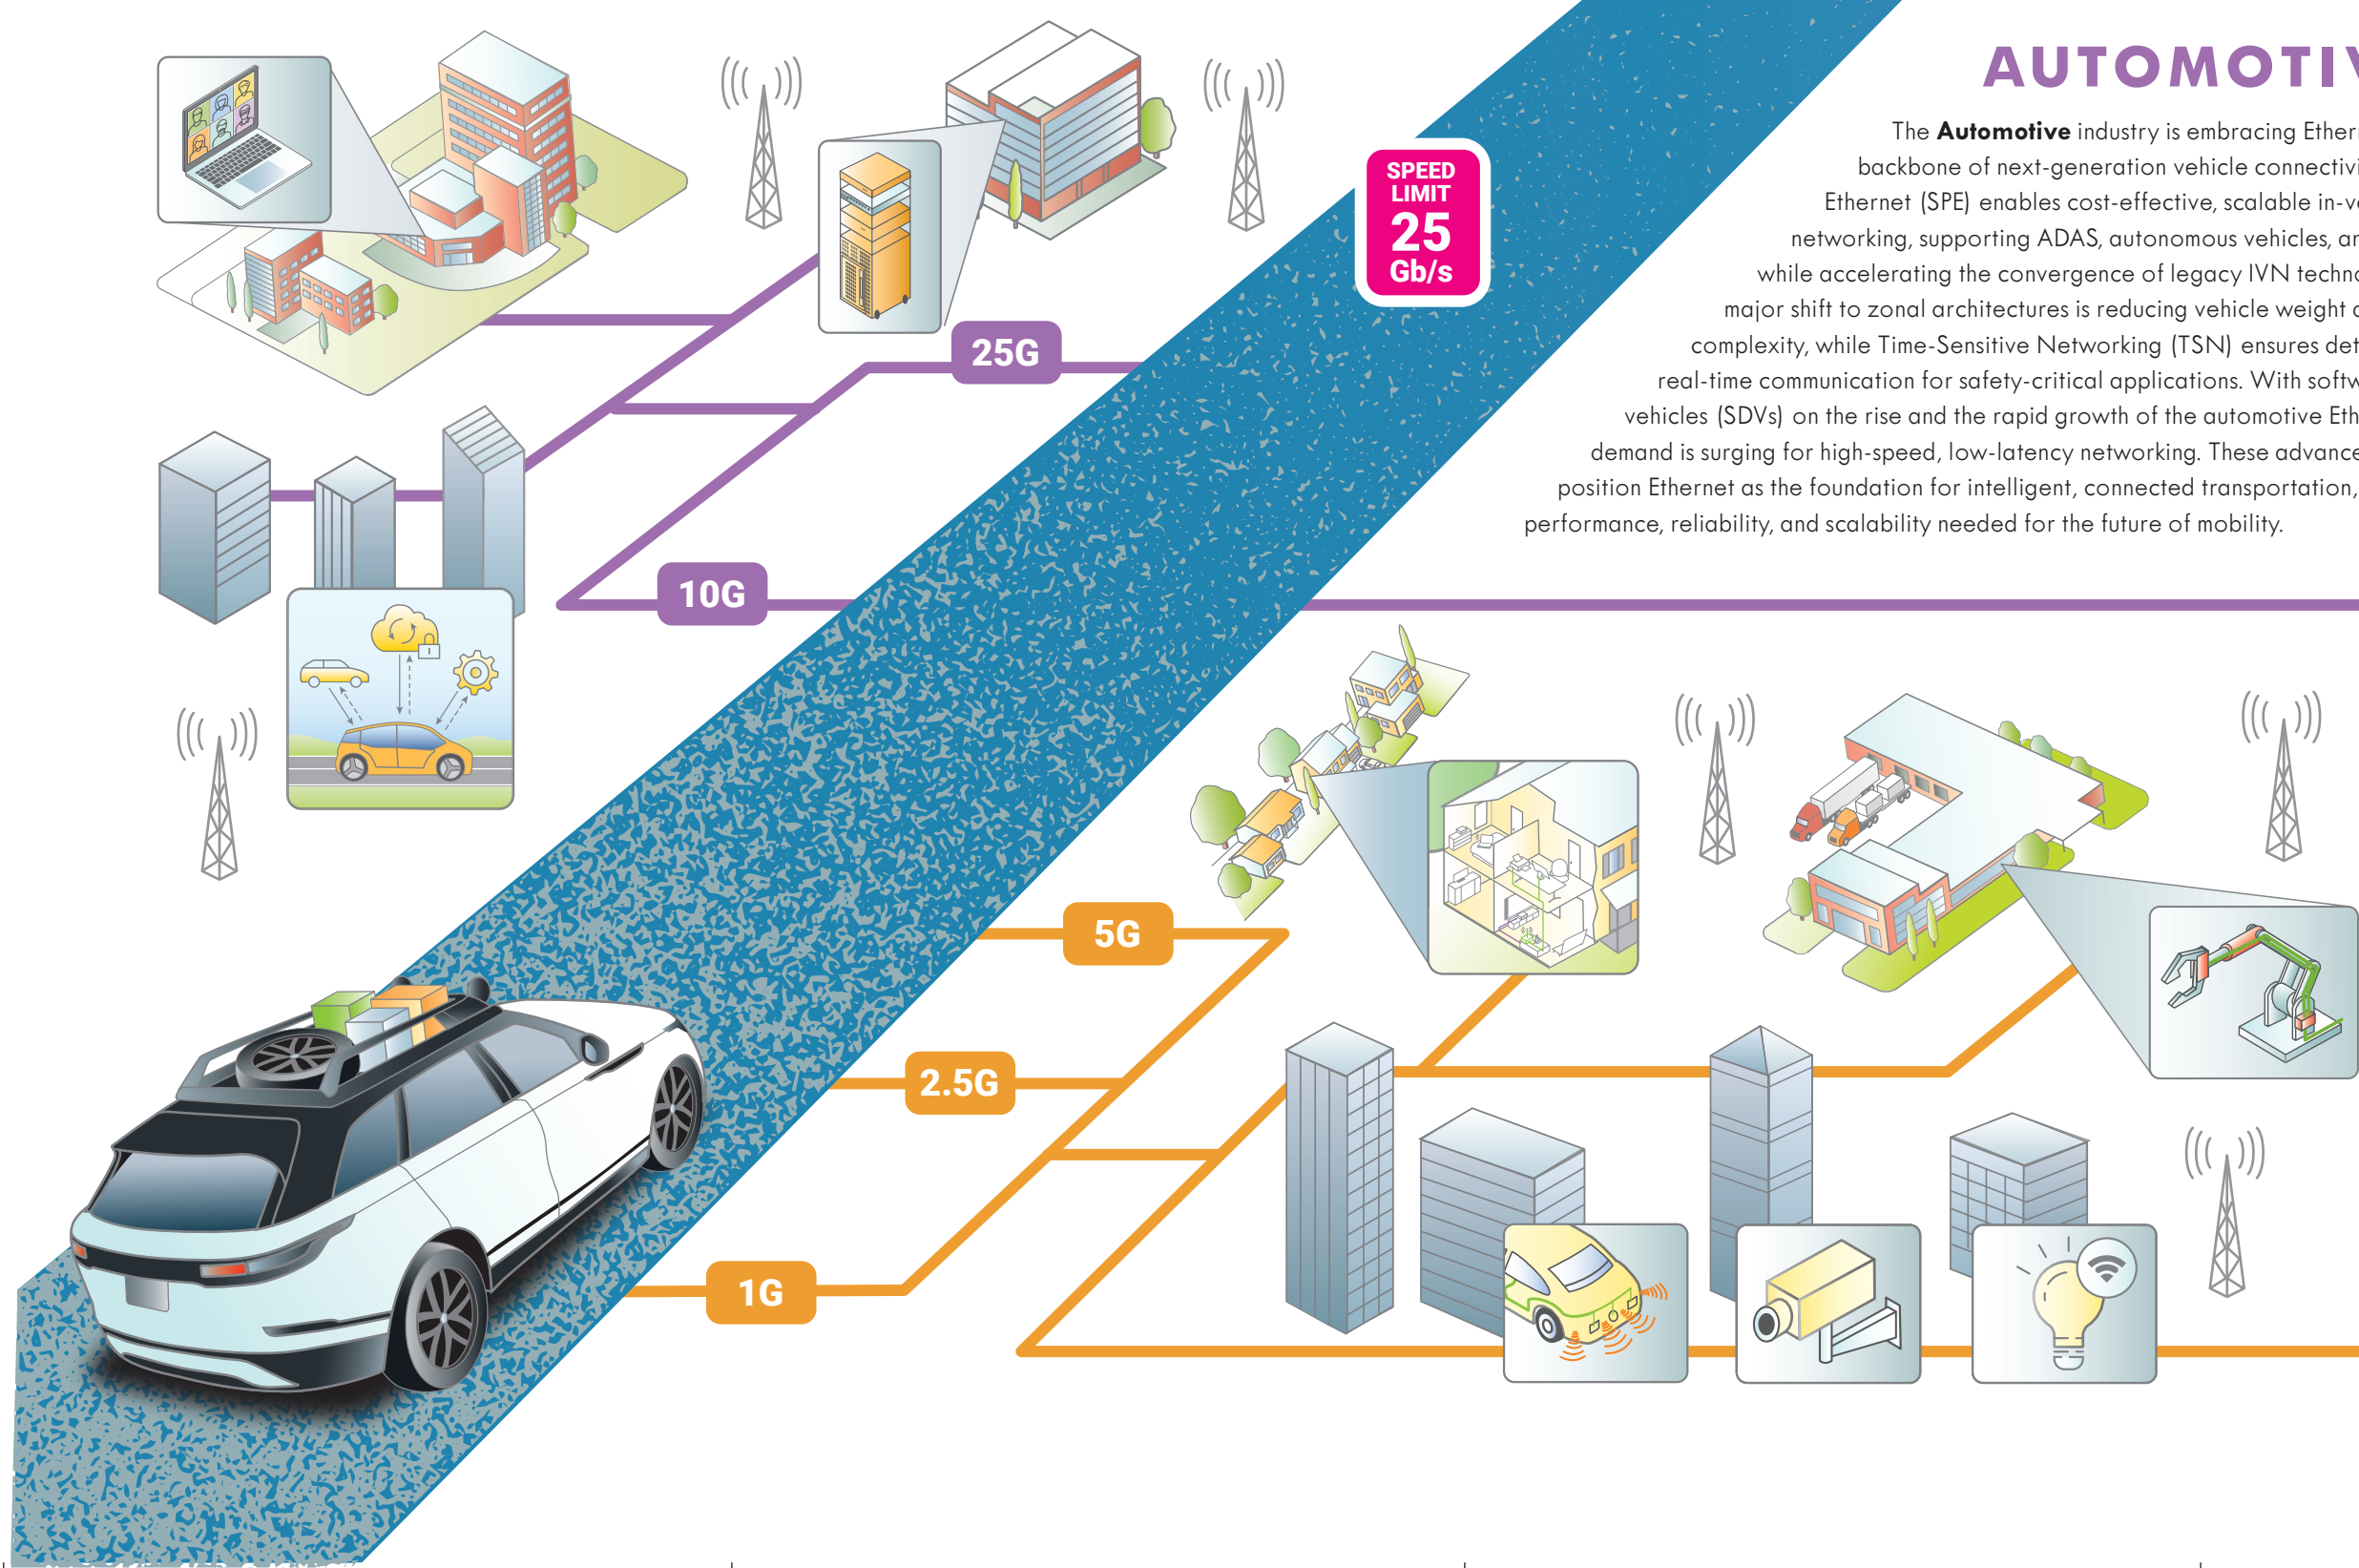 AUTOMOTIV
The Automotive industry is embracing Ether
backbone of next-generation vehicle connectivi
Ethernet (SPE) enables cost-effective, scalable in-ve
networking, supporting ADAS, autonomous vehicles, an
while accelerating the convergence of legacy IVN techno
major shift to zonal architectures is reducing vehicle weight
complexity, while Time-Sensitive Networking (TSN) ensures det
real-time communication for safety-critical applications. With softw
vehicles (SDVs) on the rise and the rapid growth of the automotive Eth
demand is surging for high-speed, low-latency networking. These advance
position Ethernet as the foundation for intelligent, connected transportation,
performance, reliability, and scalability needed for the future of mobility.
SPEED
LIMIT
25
Gb/s
25G
10G
5G
2.5G
1G